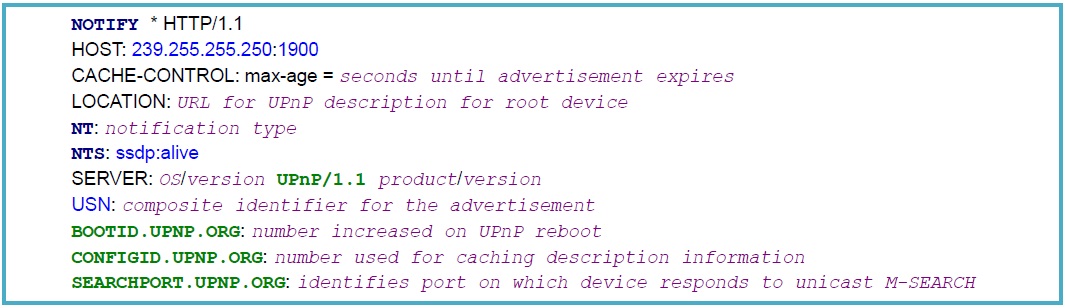 NOTIFY * HTTP/1.1
HOST: 239.255.255.250:1900
CACHE-CONTROL: max-age = seconds until advertisement expires
LOCATION: URL for UPnP description for root device
NT: notification type
NTS: ssdp:alive
SERVER: OS/version UPnP/1.1 product/version
USN: composite identifier for the advertisement
BOOTID.UPNP.ORG: number increased on UPnP reboot
CONFIGID.UPNP.ORG: number used for caching description information
SEARCHPORT.UPNP.ORG: identifies port on which device responds to unicast M-SEARCH